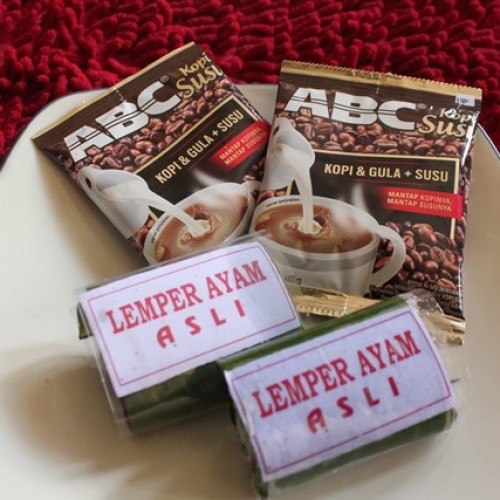 ABC
Kopi
Susu
KOPI & GULA + SUSU
MANTAP KOPINYA,
MANTAP SUSUNYA
ABC
Kopi
Susu
KOPI & GULA + SUSU
MANTAP KOPINYA,
MANTAP SUSUNYA
LEMPER AYAM
ASLI
LEMPER AYAM
ASLI